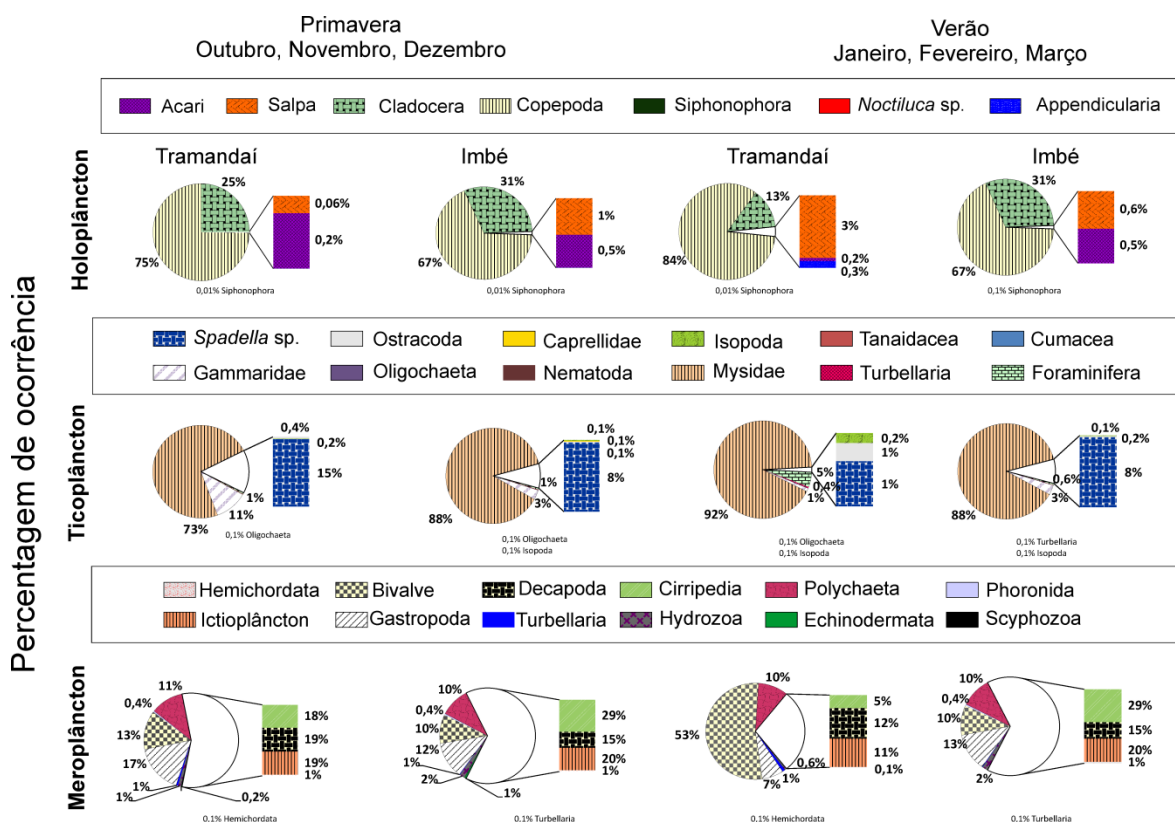 Primavera
Outubro, Novembro, Dezembro
Verão
Janeiro, Fevereiro, Março
Percentagem de ocorrência
Acari Salpa Cladocera Copepoda Siphonophora Noctiluca sp. Appendicularia
Holoplâncton
Tramandaí Imbé Tramandaí Imbé
25%
0,06%
0,2%
75%
0,01% Siphonophora
31%
1%
0,5%
67%
0,01% Siphonophora
13%
3%
0,2%
0,3%
84%
0,01% Siphonophora
31%
0,6%
0,5%
67%
0,1% Siphonophora
Spadella sp. Ostracoda Caprellidae Isopoda Tanaidacea Cumacea
Gammaridae Oligochaeta Nematoda Mysidae Turbellaria Foraminifera
Ticoplâncton
0,4%
0,2%
15%
1%
11%
73%
0,1% Oligochaeta
0,1%
0,1%
0,1%
8%
1%
3%
88%
0,1% Oligochaeta
0,1% Isopoda
0,2%
1%
1%
5%
0,4%
1%
92%
0,1% Oligochaeta
0,1% Isopoda
0,1%
0,2%
8%
0,6%
3%
88%
0,1% Turbellaria
0,1% Isopoda
Hemichordata Bivalve Decapoda Cirripedia Polychaeta Phoronida
Ictioplâncton Gastropoda Turbellaria Hydrozoa Echinodermata Scyphozoa
Meroplâncton
11%
0,4%
13%
17%
1%
1%
0,2%
18%
19%
19%
1%
0,1% Hemichordata
10%
0,4%
10%
12%
1%
2%
1%
29%
15%
20%
1%
0,1% Turbellaria
10%
53%
7%
1%
0,6%
5%
12%
11%
0,1%
0,1% Hemichordata
10%
0,4%
10%
13%
2%
29%
15%
20%
1%
0,1% Turbellaria